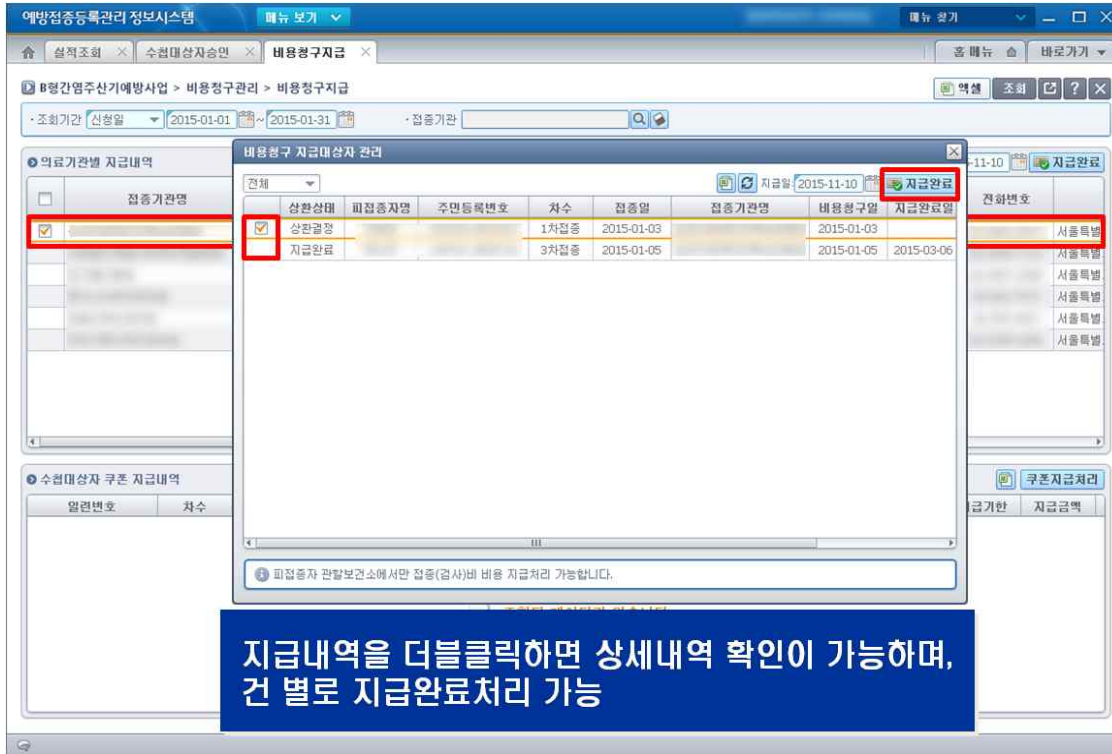 예방접종등록관리 정보시스템 메뉴 보기 메뉴 찾기
실적조회 수첩대상자승인 비용청구지급 홈 메뉴 바로가기
B형간염주산기예방사업 > 비용청구관리 > 비용청구지급 엑셀 조회 ?
· 조회기간 신청일 2015-01-01 ~ 2015-01-31 · 접종기관
의료기관별 지급내역 -11-10 지급완료
접종기관명 전화번호
서울특별
서울특별
서울특별
서울특별
서울특별
서울특별
비용청구 지급대상자 관리
전체 지급일 2015-11-10 지급완료
상환상태 피접종자명 주민등록번호 차수 접종일 접종기관명 비용청구일 지급완료일
상환결정 1차접종 2015-01-03 2015-01-03
지급완료 3차접종 2015-01-05 2015-01-05 2015-03-06
피접종자 관할보건소에서만 접종(검사)비 비용 지급처리 가능합니다.
수첩대상자 쿠폰 지급내역 쿠폰지급처리
일련번호 차수 지급기한 지급금액
지급내역을 더블클릭하면 상세내역 확인이 가능하며,
건 별로 지급완료처리 가능